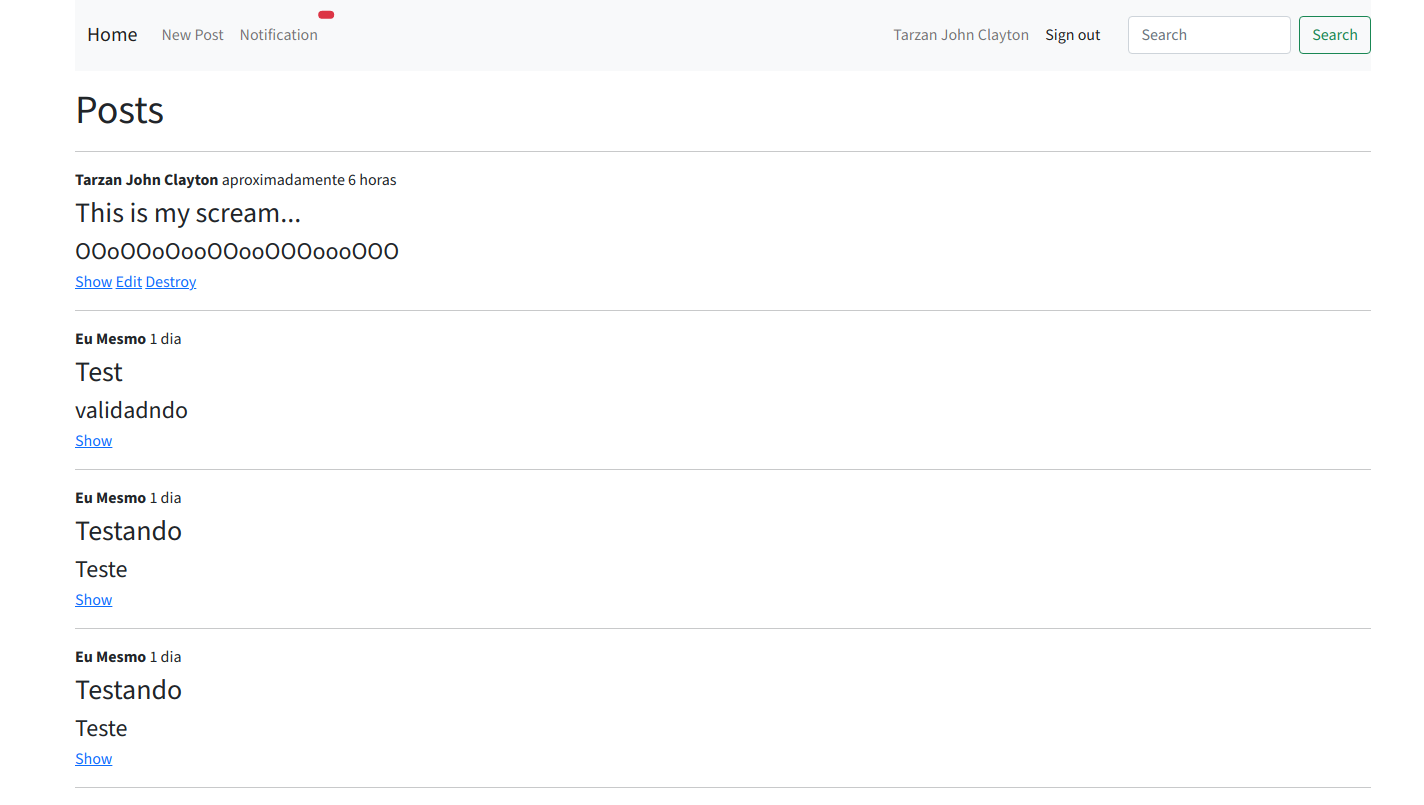 Home New Post Notification Tarzan John Clayton Sign out Search Search
Posts
Tarzan John Clayton aproximadamente 6 horas
This is my scream...
OOoOOoOooOOooOOOoooOOO
Show Edit Destroy
Eu Mesmo 1 dia
Test
validadndo
Show
Eu Mesmo 1 dia
Testando
Teste
Show
Eu Mesmo 1 dia
Testando
Teste
Show